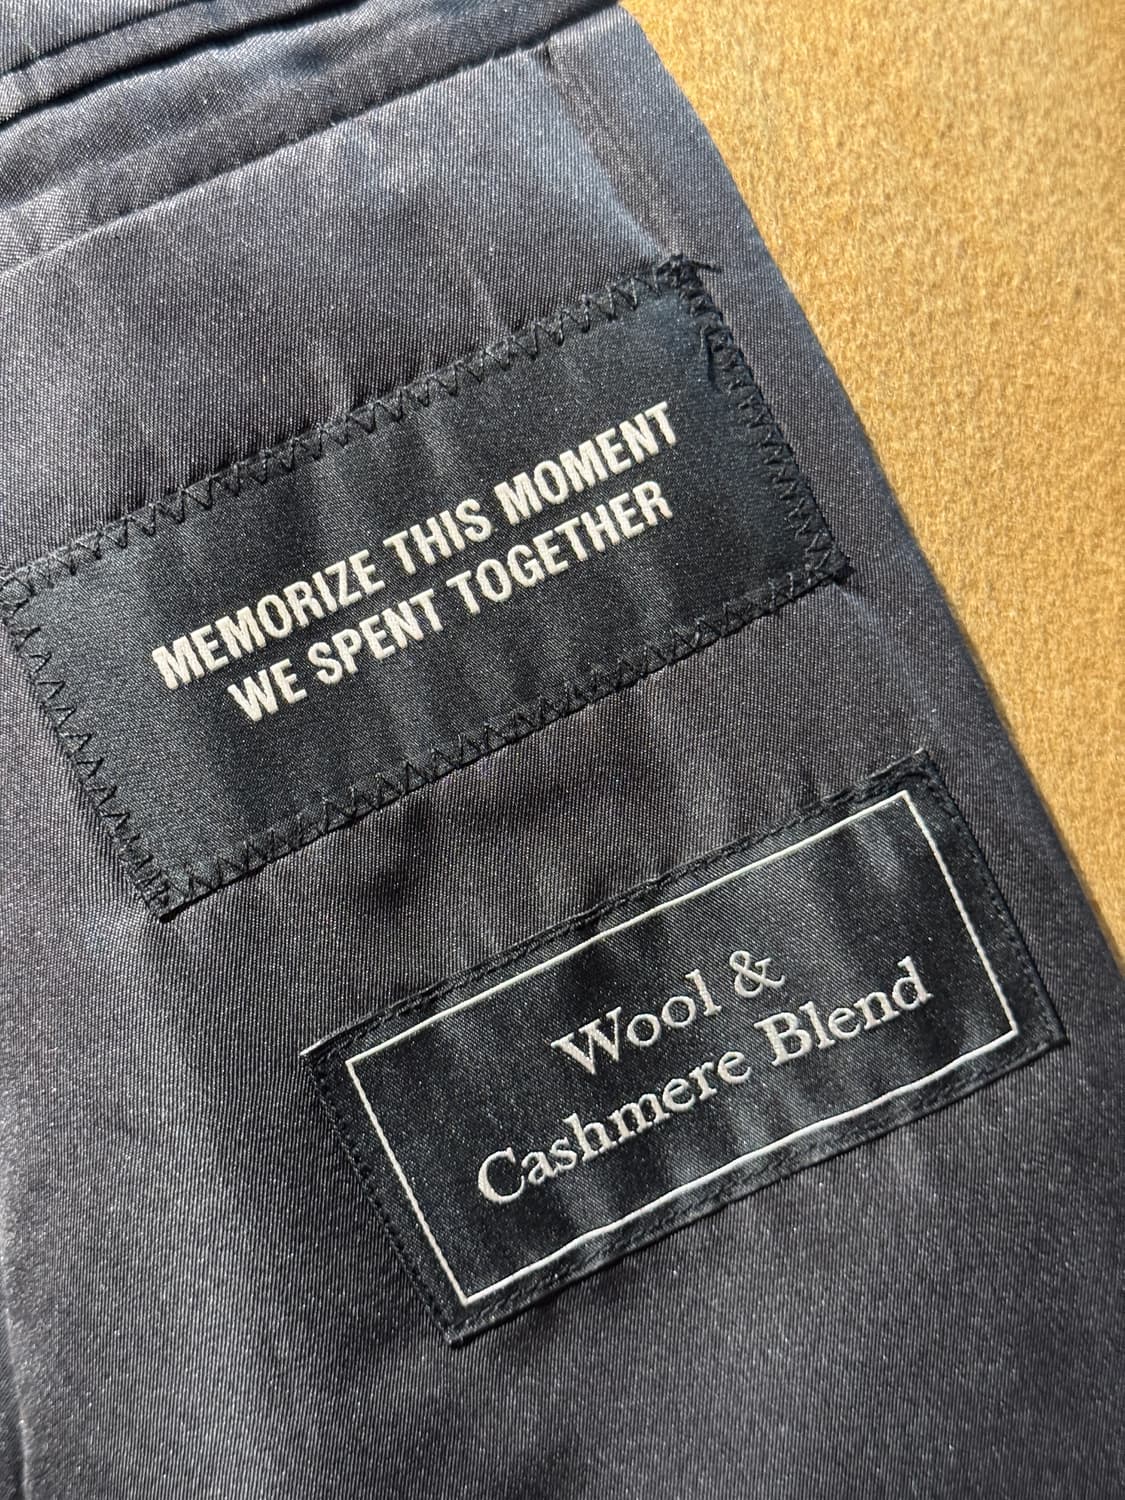 MEMORIZE THIS MOMENT
WE SPENT TOGETHER
Wool &
Cashmere Blend